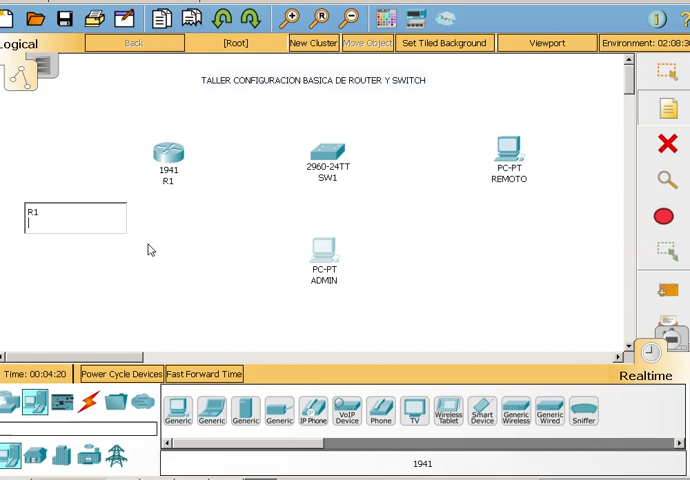 Logical
Back
[Root]
New Cluster
Move Object
Set Tiled Background
Viewport
Environment: 02:08:30
TALLER CONFIGURACION BASICA DE ROUTER Y SWITCH
1941
R1
2960-24TT
SW1
PC-PT
REMOTO
R1
PC-PT
ADMIN
Time: 00:04:20
Power Cycle Devices
Fast Forward Time
Realtime
Generic
Generic
Generic
Generic
IP Phone
VoIP
Device
Phone
TV
Wireless
Tablet
Smart
Device
Generic
Wireless
Generic
Wired
Sniffer
1941